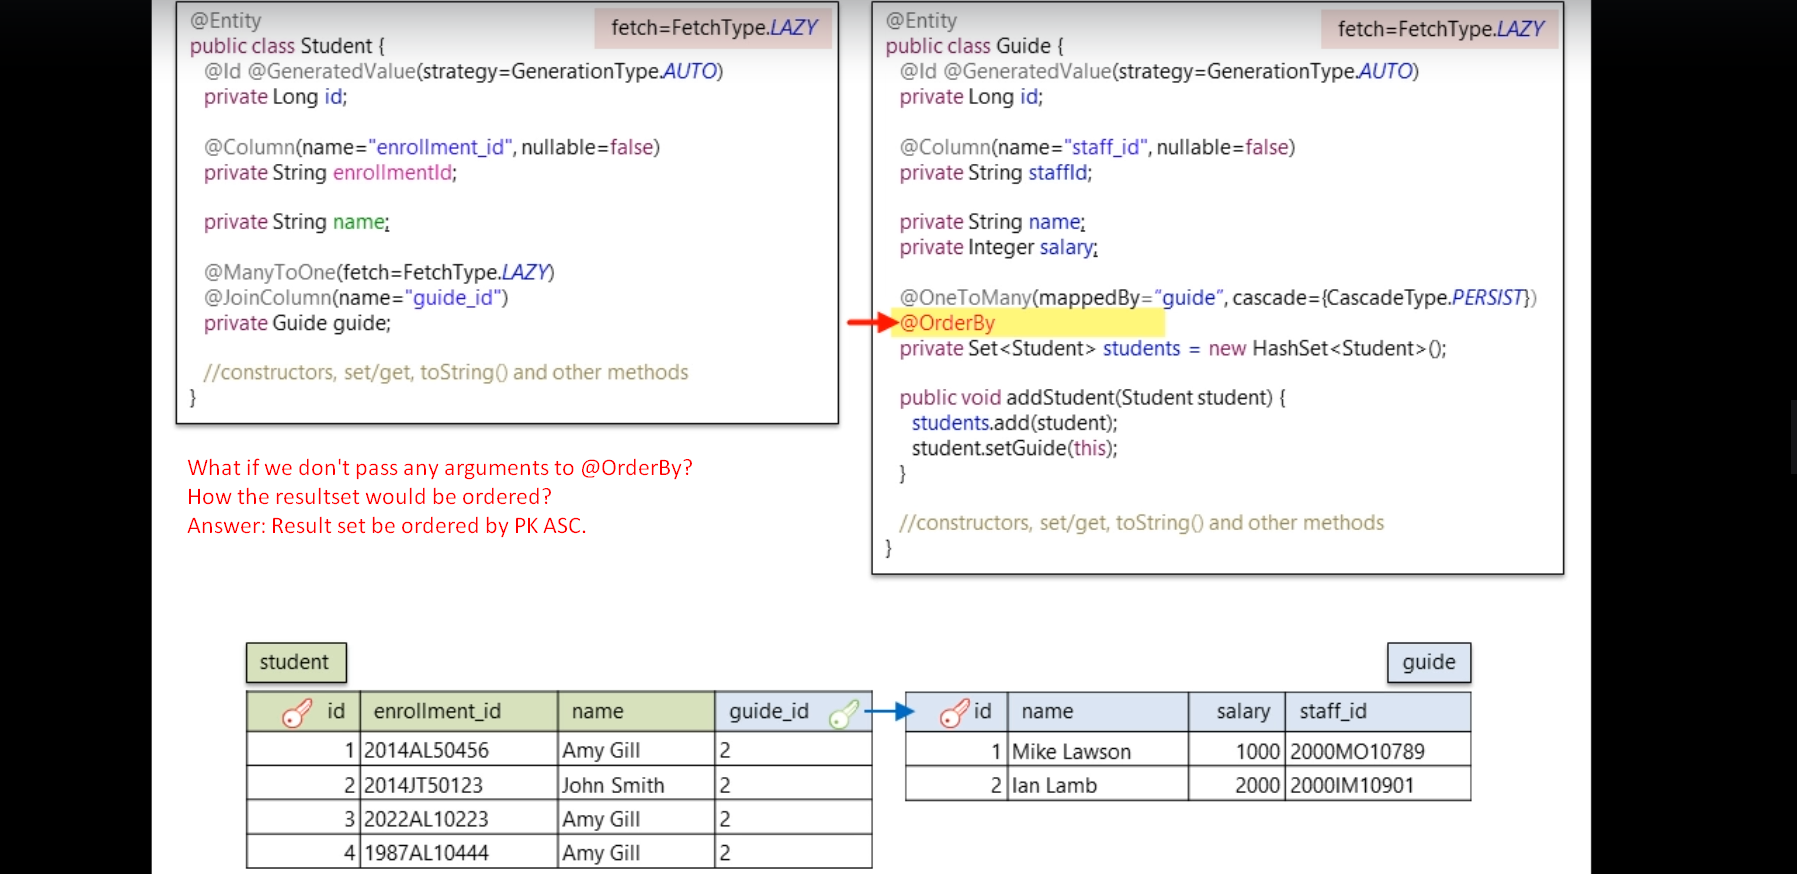 @Entity
fetch=FetchType.LAZY
public class Student {
@Id @GeneratedValue(strategy=GenerationType.AUTO)
private Long id;
@Column(name="enrollment_id", nullable=false)
private String enrollmentId;
private String name;
@ManyToOne(fetch=FetchType.LAZY)
@JoinColumn(name="guide_id")
private Guide guide;
//constructors, set/get, toString() and other methods
}
@Entity
fetch=FetchType.LAZY
public class Guide {
@Id @GeneratedValue(strategy=GenerationType.AUTO)
private Long id;
@Column(name="staff_id", nullable=false)
private String staffId;
private String name;
private Integer salary;
@OneToMany(mappedBy="guide", cascade={CascadeType.PERSIST})
@OrderBy
private Set<Student> students = new HashSet<Student>();
public void addStudent(Student student) {
students.add(student);
student.setGuide(this);
}
//constructors, set/get, toString() and other methods
}
What if we don't pass any arguments to @OrderBy?
How the resultset would be ordered?
Answer: Result set be ordered by PK ASC.
student
id enrollment_id name guide_id
1 2014AL50456 Amy Gill 2
2 2014JT50123 John Smith 2
3 2022AL10223 Amy Gill 2
4 1987AL10444 Amy Gill 2
guide
id name salary staff_id
1 Mike Lawson 1000 2000MO10789
2 Ian Lamb 2000 2000IM10901